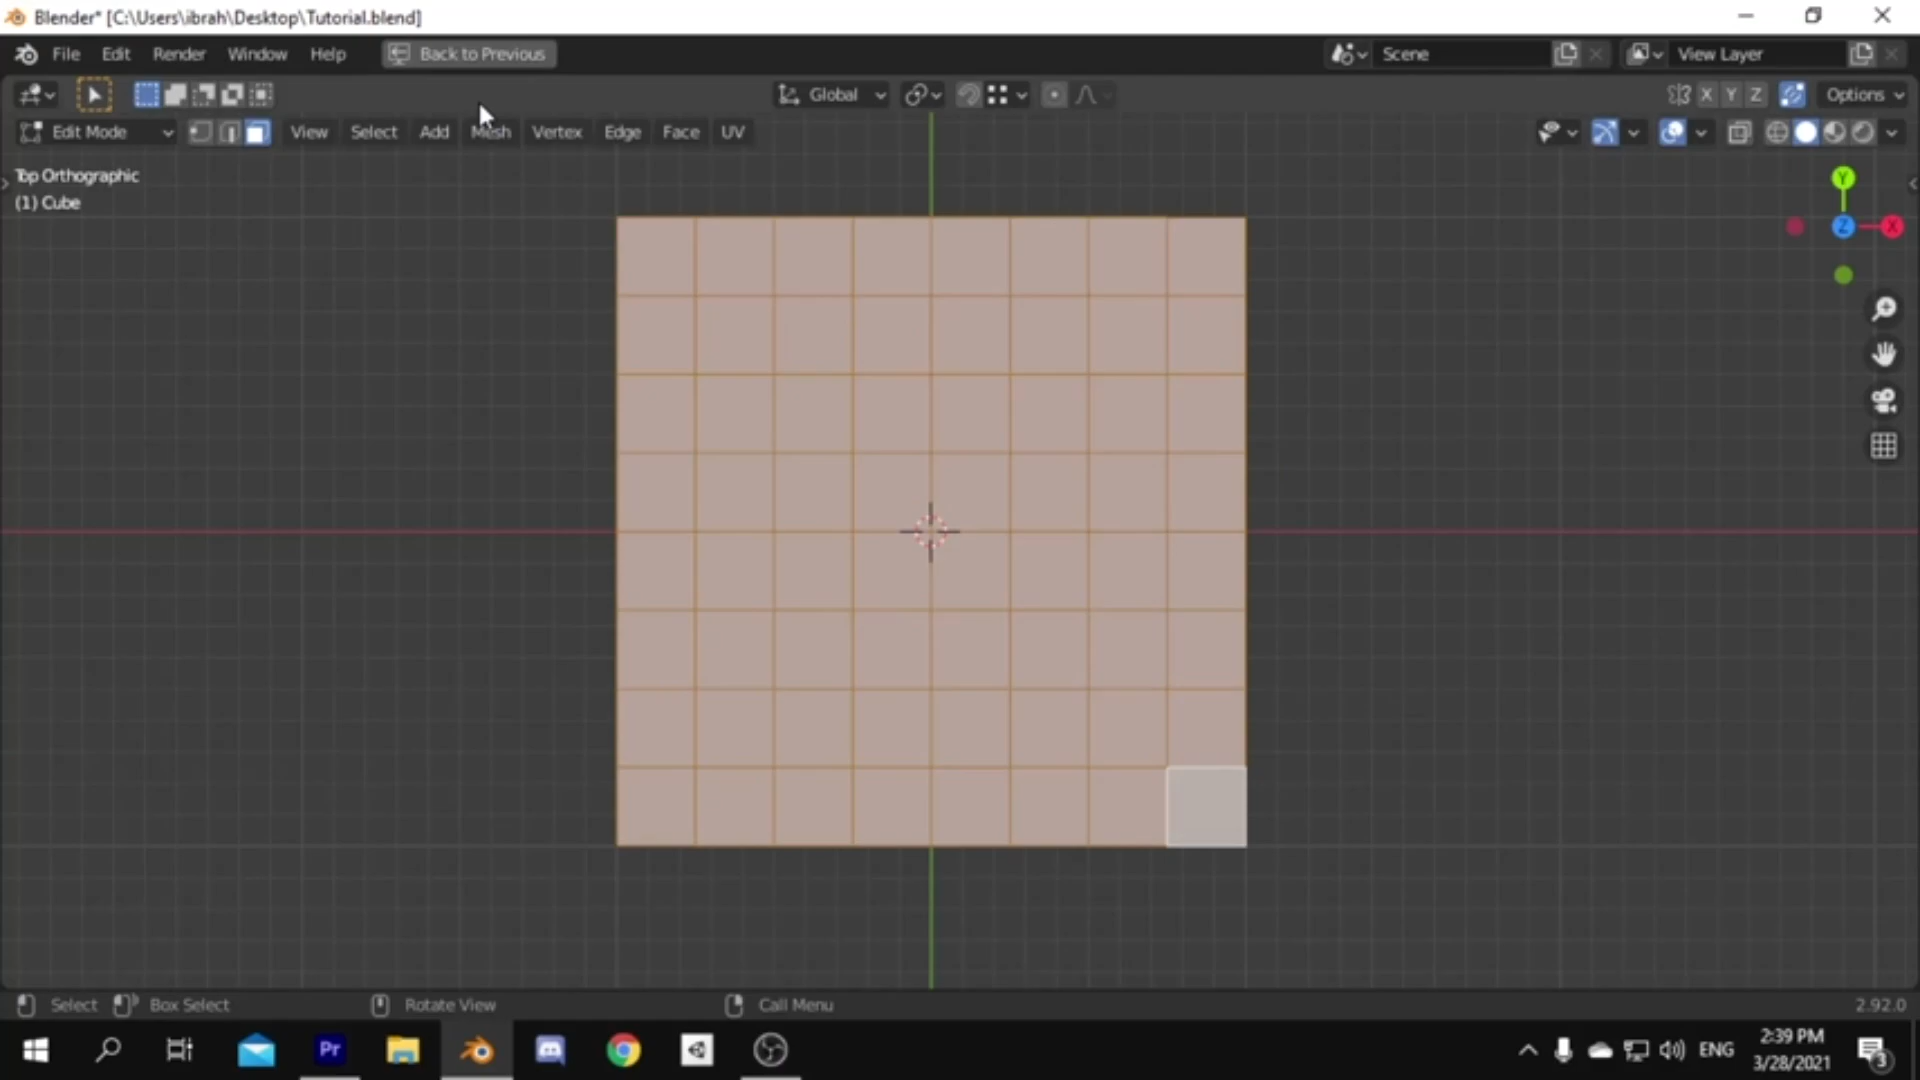 Blender* [C:\Users\ibrah\Desktop\Tutorial.blend]
File Edit Render Window Help Back to Previous Scene View Layer
Global X Y Z Options
Edit Mode View Select Add Mesh Vertex Edge Face UV
Top Orthographic
(1) Cube
Y
Z X
Select Box Select Rotate View Call Menu 2.92.0
Pr ENG 2:39 PM
3/28/2021 3